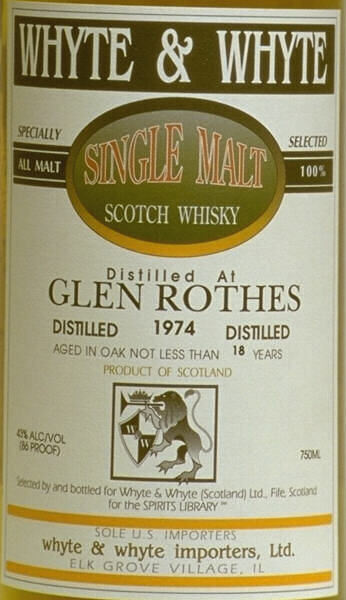 WHYTE & WHYTE
SPECIALLY SELECTED
ALL MALT 100%
SINGLE MALT
SCOTCH WHISKY
Distilled At
GLEN ROTHES
DISTILLED 1974 DISTILLED
AGED IN OAK NOT LESS THAN 18 YEARS
PRODUCT OF SCOTLAND
W W
43% ALC/VOL
(86 PROOF)
750ML
Selected by and bottled for Whyte & Whyte (Scotland) Ltd., Fife, Scotland
for the SPIRITS LIBRARY ℠
SOLE U.S. IMPORTERS
whyte & whyte importers, Ltd.
ELK GROVE VILLAGE, IL